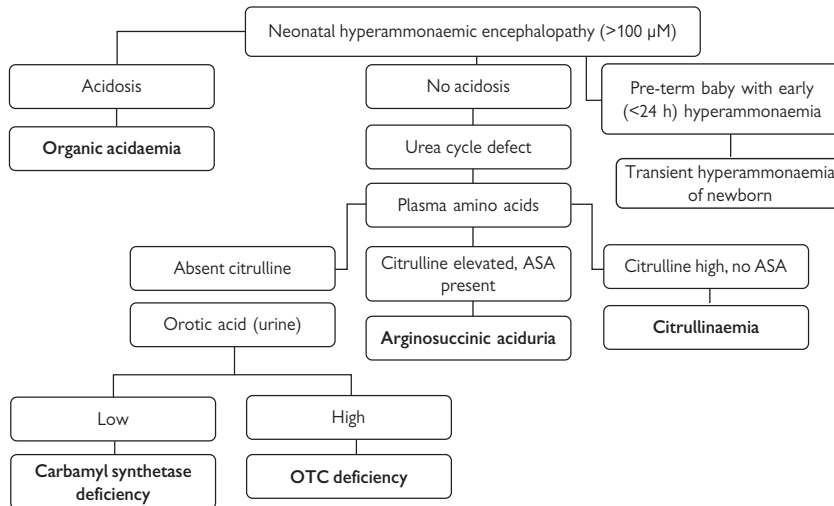 Neonatal hyperammonaemic encephalopathy (>100 µM)
Acidosis
No acidosis
Pre-term baby with early
(<24 h) hyperammonaemia
Organic acidaemia
Urea cycle defect
Transient hyperammonaemia
of newborn
Plasma amino acids
Absent citrulline
Citrulline elevated, ASA
present
Citrulline high, no ASA
Orotic acid (urine)
Arginosuccinic aciduria
Citrullinaemia
Low
High
Carbamyl synthetase
deficiency
OTC deficiency